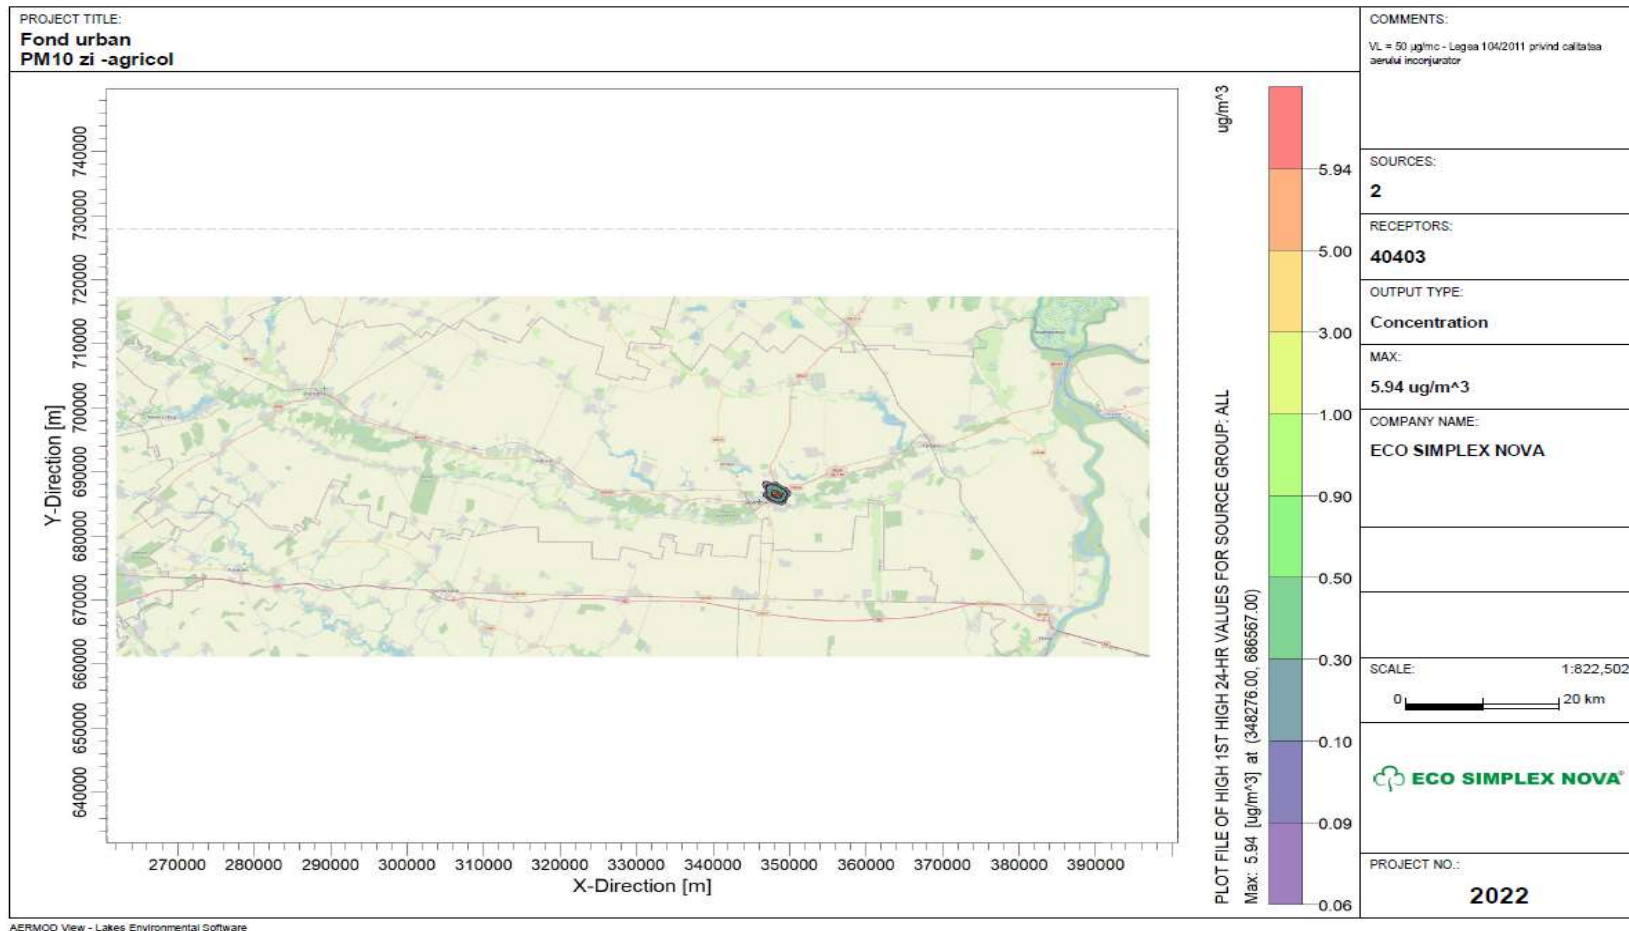 PROJECT TITLE:
Fond urban
PM10 zi -agricol
COMMENTS:
VL = 50 µg/mc - Legea 104/2011 privind calitatea
aerului inconjurator
SOURCES:
2
RECEPTORS:
40403
OUTPUT TYPE:
Concentration
MAX:
5.94 ug/m^3
COMPANY NAME:
ECO SIMPLEX NOVA
SCALE:
1:822,502
0
20 km
ECO SIMPLEX NOVA
PROJECT NO.:
2022
Y-Direction [m]
740000
730000
720000
710000
700000
690000
680000
670000
660000
650000
640000
270000
280000
290000
300000
310000
320000
330000
340000
350000
360000
370000
380000
390000
X-Direction [m]
PLOT FILE OF HIGH 1ST HIGH 24-HR VALUES FOR SOURCE GROUP: ALL
ug/m^3
Max: 5.94 [ug/m^3] at (348276.00, 686567.00)
5.94
5.00
3.00
1.00
0.90
0.50
0.30
0.10
0.09
0.06
AERMOD View - Lakes Environmental Software